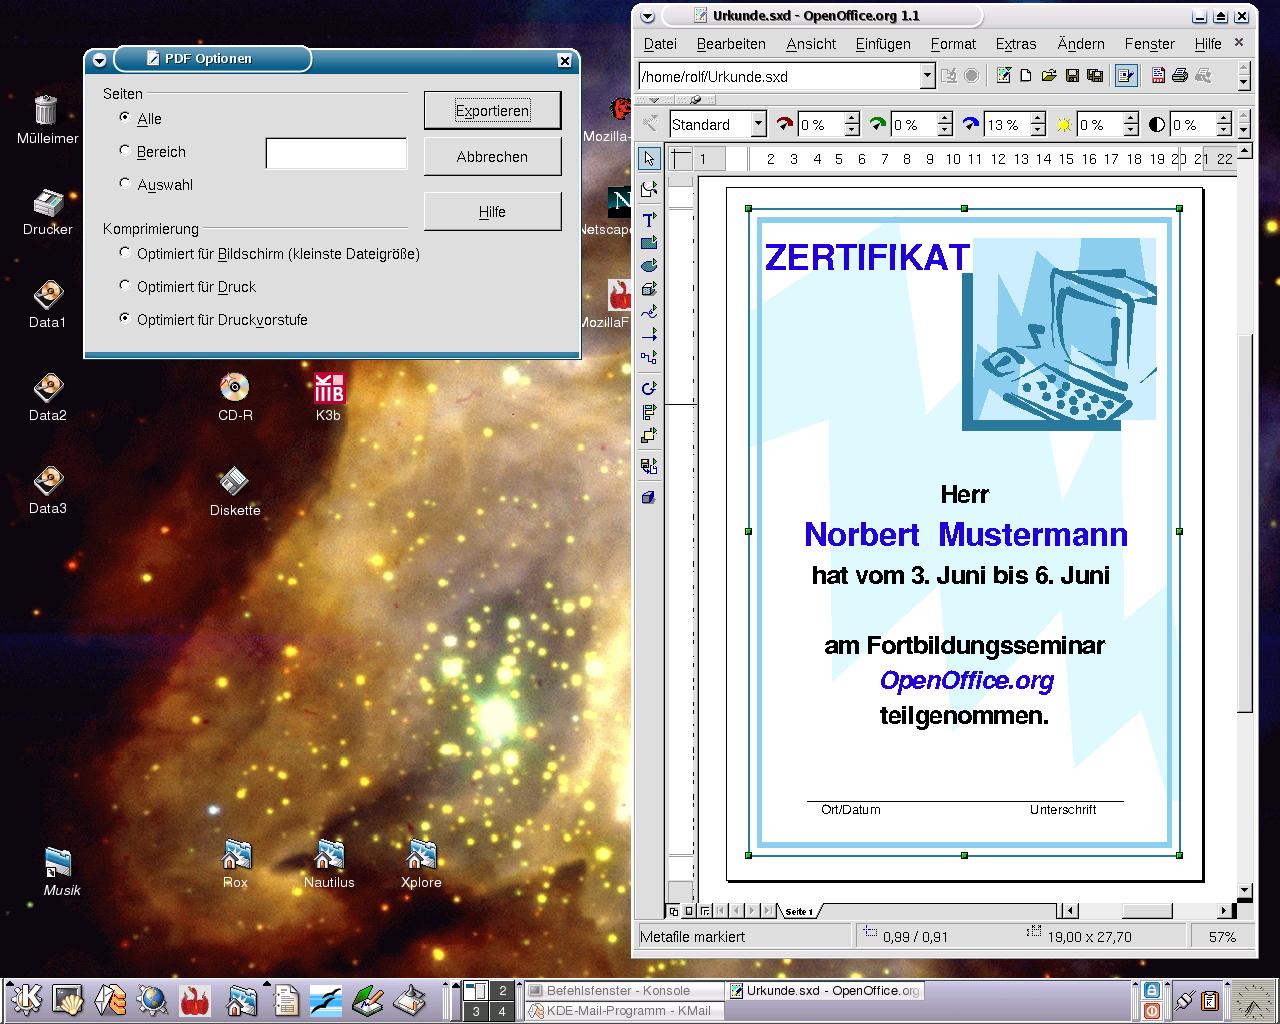 PDF Optionen
Seiten
Alle
Bereich
Auswahl
Komprimierung
Optimiert für Bildschirm (kleinste Dateigröße)
Optimiert für Druck
Optimiert für Druckvorstufe
Exportieren
Abbrechen
Hilfe
Mülleimer
Drucker
Data1
Data2
Data3
CD-R
K3b
Diskette
Mozilla-
Netscape
MozillaF
Musik
Rox
Nautilus
Xplore
Urkunde.sxd - OpenOffice.org 1.1
Datei Bearbeiten Ansicht Einfügen Format Extras Ändern Fenster Hilfe
/home/rolf/Urkunde.sxd
Standard 0 % 0 % 13 % 0 % 0 %
1 2 3 4 5 6 7 8 9 10 11 12 13 14 15 16 17 18 19 20 21 22
ZERTIFIKAT
Herr
Norbert Mustermann
hat vom 3. Juni bis 6. Juni
am Fortbildungsseminar
OpenOffice.org
teilgenommen.
Ort/Datum Unterschrift
Seite 1
Metafile markiert 0,99 / 0,91 19,00 x 27,70 57%
2
3 4
Befehlsfenster - Konsole
Urkunde.sxd - OpenOffice.org
KDE-Mail-Programm - KMail